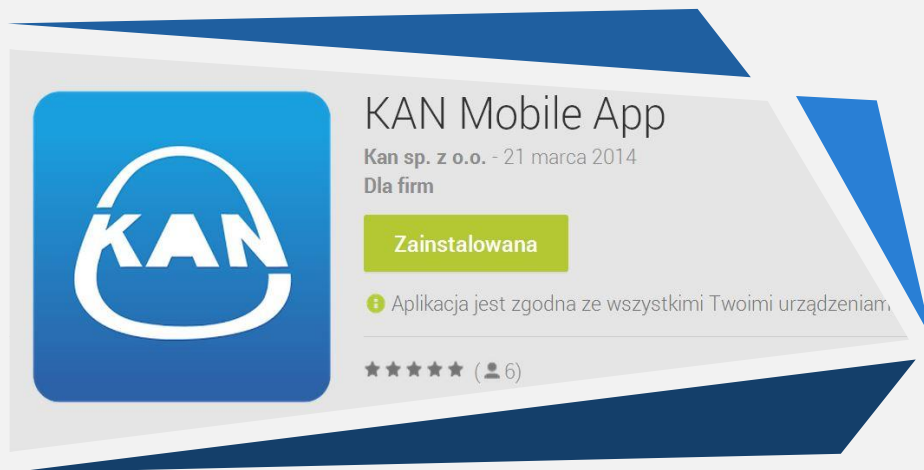 KAN
KAN Mobile App
Kan sp. z o.o. - 21 marca 2014
Dla firm
Zainstalowana
Aplikacja jest zgodna ze wszystkimi Twoimi urządzeniam
(6)